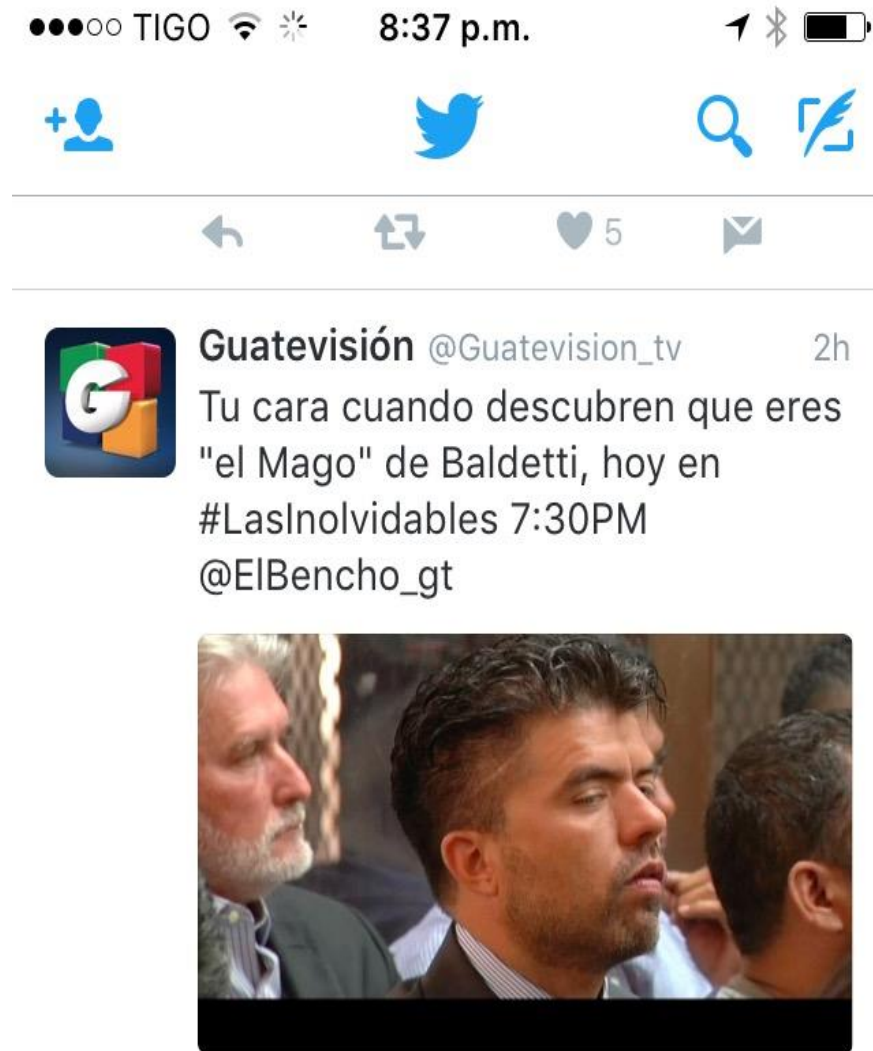 TIGO 8:37 p.m.
5
Guatevisión @Guatevision_tv 2h
Tu cara cuando descubren que eres
"el Mago" de Baldetti, hoy en
#LasInolvidables 7:30PM
@ElBencho_gt
G